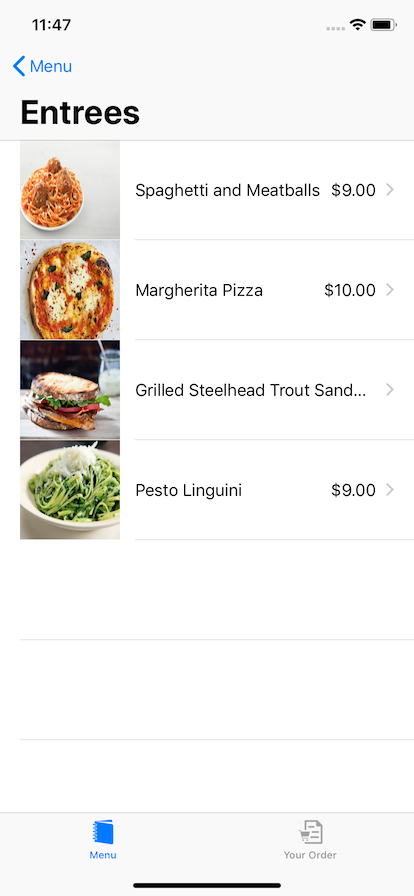 11:47
Menu
Entrees
Spaghetti and Meatballs $9.00
Margherita Pizza $10.00
Grilled Steelhead Trout Sand...
Pesto Linguini $9.00
Menu Your Order